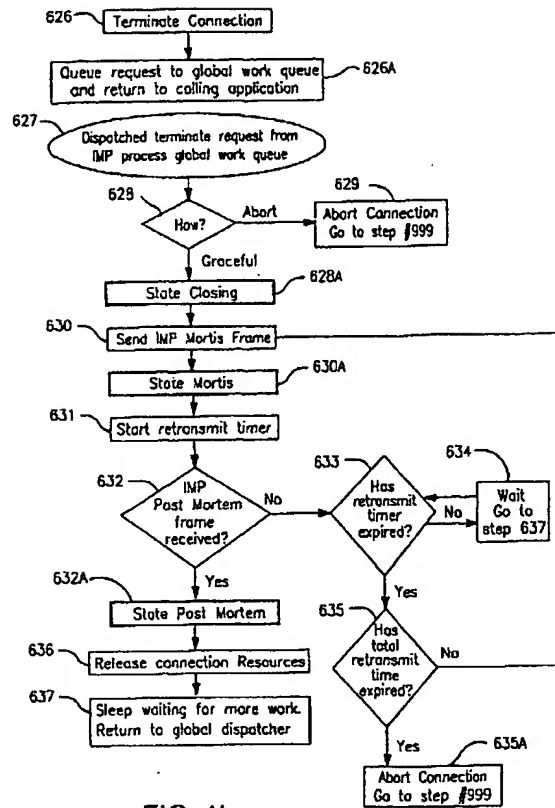 626
Terminate Connection
Queue request to global work queue
and return to calling application
626A
627
Dispatched terminate request from
IMP process global work queue
628
How?
Abort
629
Abort Connection
Go to step #999
Graceful
State Closing
628A
630
Send IMP Mortis Frame
State Mortis
630A
631
Start retransmit timer
632
IMP
Post Mortem
frame
received?
No
633
Has
retransmit
timer
expired?
No
634
Wait
Go to
step 637
Yes
632A
State Post Mortem
Yes
635
Has
total
retransmit
time
expired?
No
636
Release connection Resources
637
Sleep waiting for more work.
Return to global dispatcher
Yes
635A
Abort Connection
Go to step #999